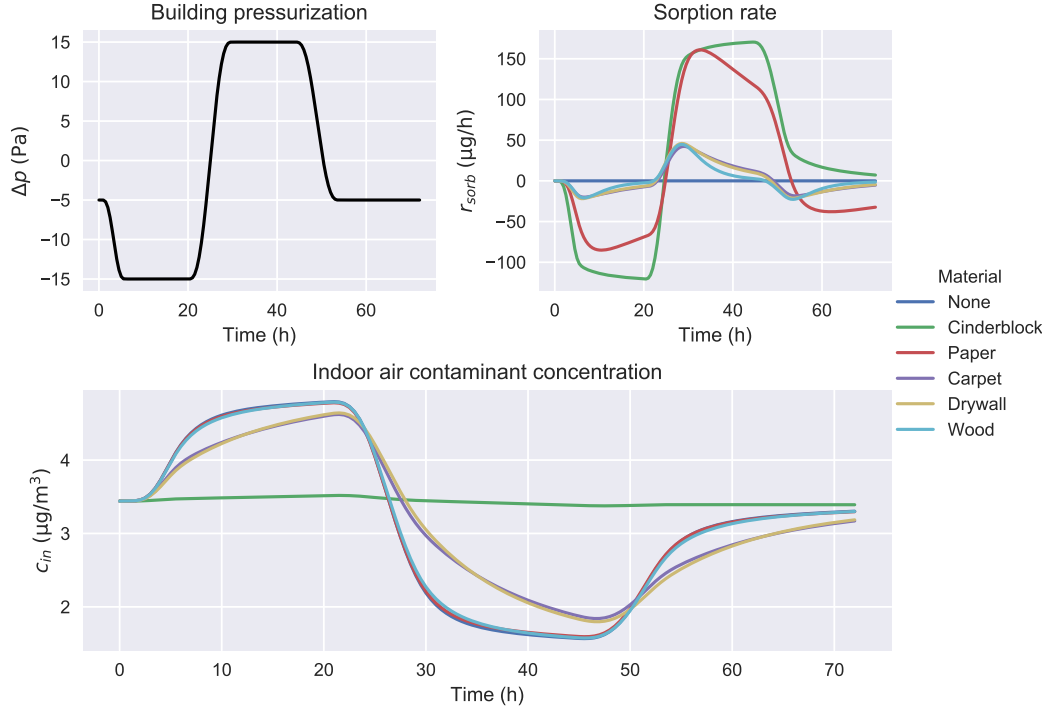 Building pressurization
15
10
5
0
−5
−10
−15
Δp (Pa)
0
20
40
60
Time (h)
Sorption rate
150
100
50
0
−50
−100
r_sorb (µg/h)
0
20
40
60
Time (h)
Material
None
Cinderblock
Paper
Carpet
Drywall
Wood
Indoor air contaminant concentration
4
3
2
c_in (µg/m³)
0
10
20
30
40
50
60
70
Time (h)